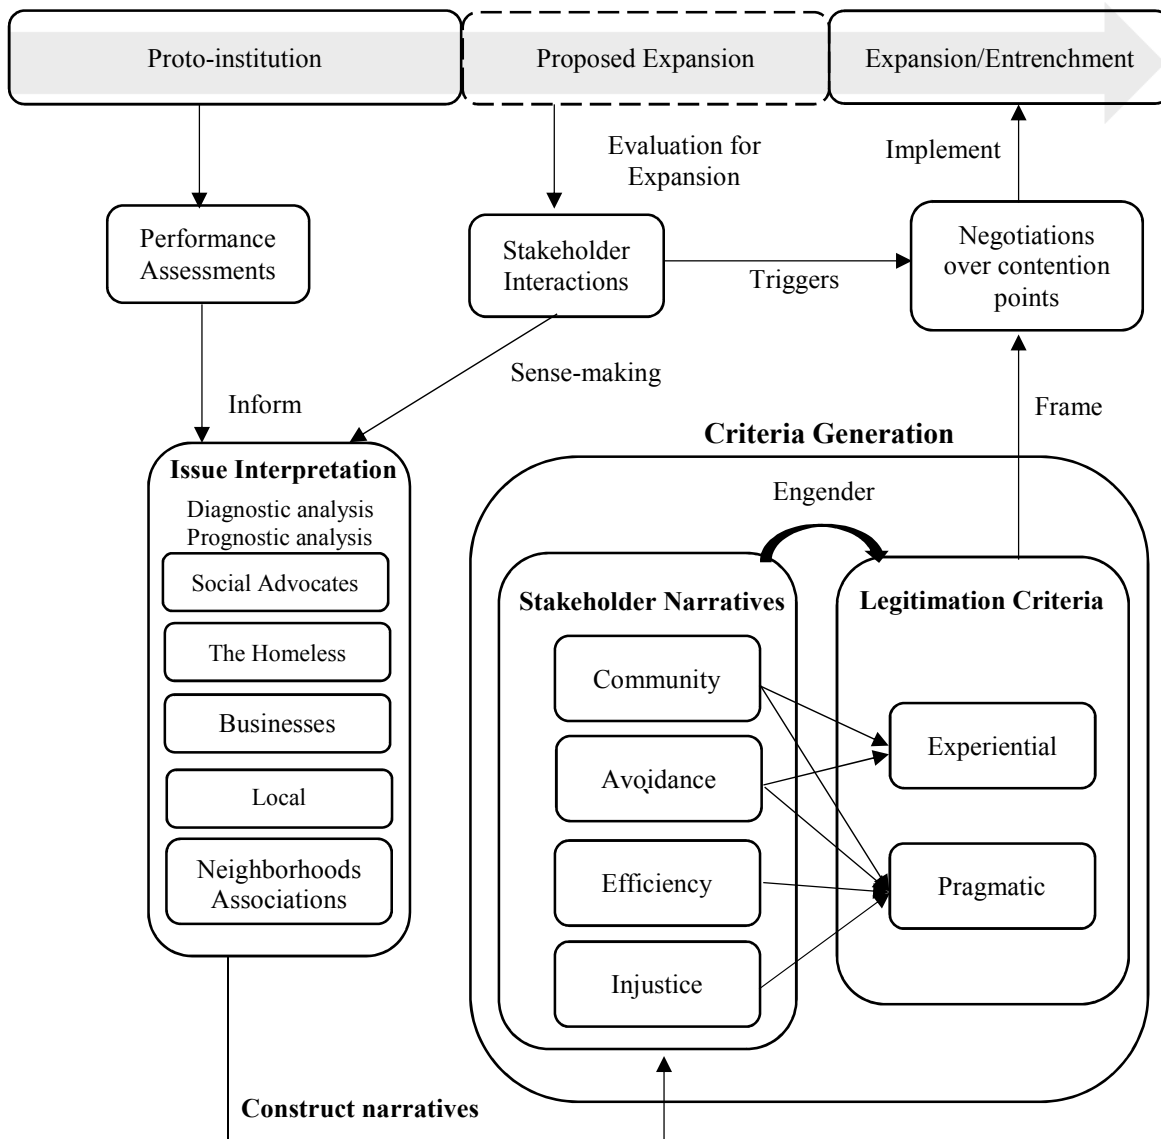 Proto-institution
Proposed Expansion
Expansion/Entrenchment
Evaluation for
Expansion
Implement
Performance
Assessments
Stakeholder
Interactions
Triggers
Negotiations
over contention
points
Sense-making
Inform
Frame
Criteria Generation
Issue Interpretation
Diagnostic analysis
Prognostic analysis
Social Advocates
The Homeless
Businesses
Local
Neighborhoods
Associations
Engender
Stakeholder Narratives
Community
Avoidance
Efficiency
Injustice
Legitimation Criteria
Experiential
Pragmatic
Construct narratives